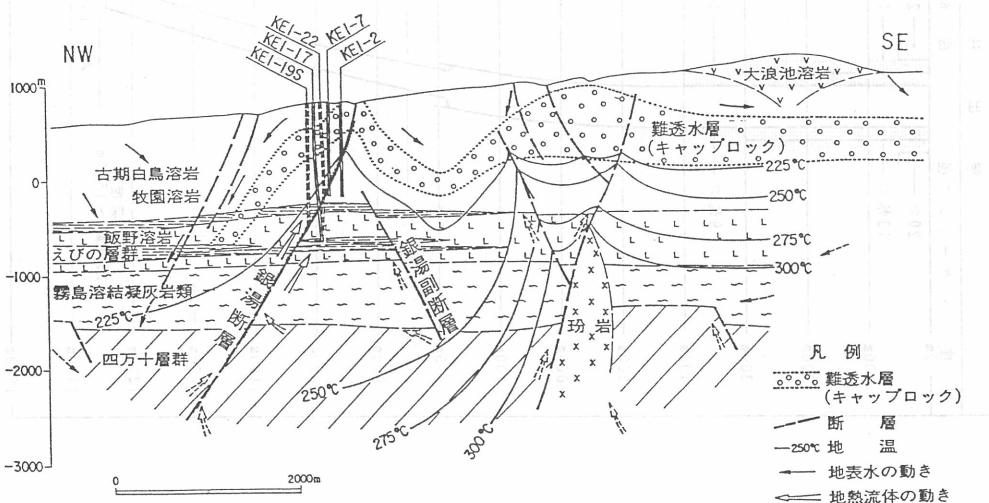 NW
KEI-22
KEI-17
KEI-19S
KEI-7
KEI-2
SE
1000m
0
-1000
-2000
-3000
大浪池溶岩
難透水層
(キャップロック)
225℃
250℃
275℃
300℃
古期白鳥溶岩
牧園溶岩
飯野溶岩
えびの層群
霧島溶結凝灰岩類
225℃
四万十層群
銀湯断層
銀湯副断層
玢岩
250℃
275℃
300℃
0
2000m
凡例
難透水層
(キャップロック)
断層
250℃ 地温
地表水の動き
地熱流体の動き